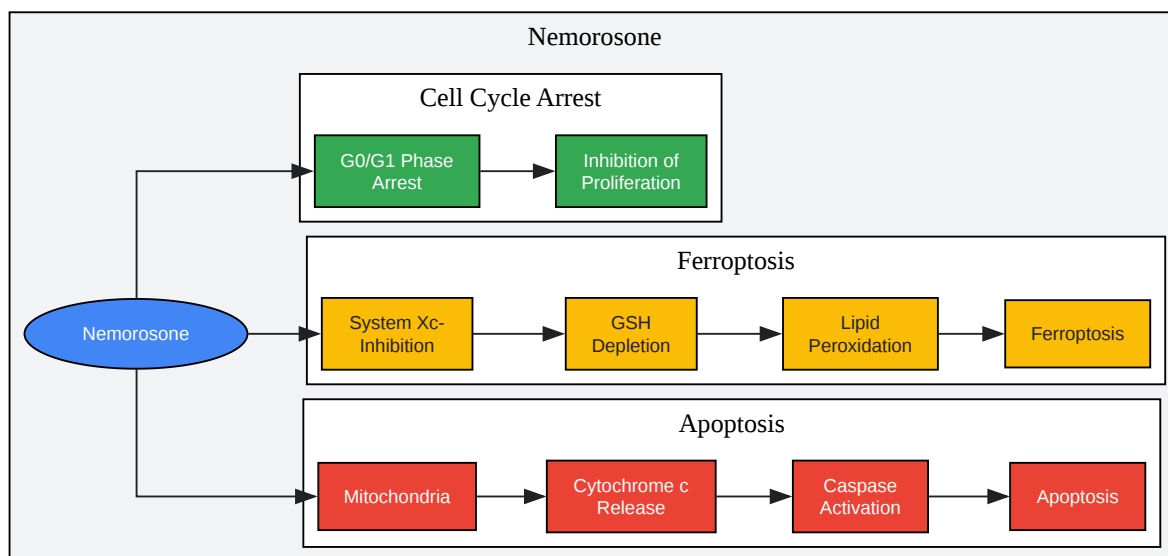 Nemorosone
Cell Cycle Arrest
G0/G1 Phase
Arrest
Inhibition of
Proliferation
Nemorosone
Ferroptosis
System Xc-
Inhibition
GSH
Depletion
Lipid
Peroxidation
Ferroptosis
Apoptosis
Mitochondria
Cytochrome c
Release
Caspase
Activation
Apoptosis